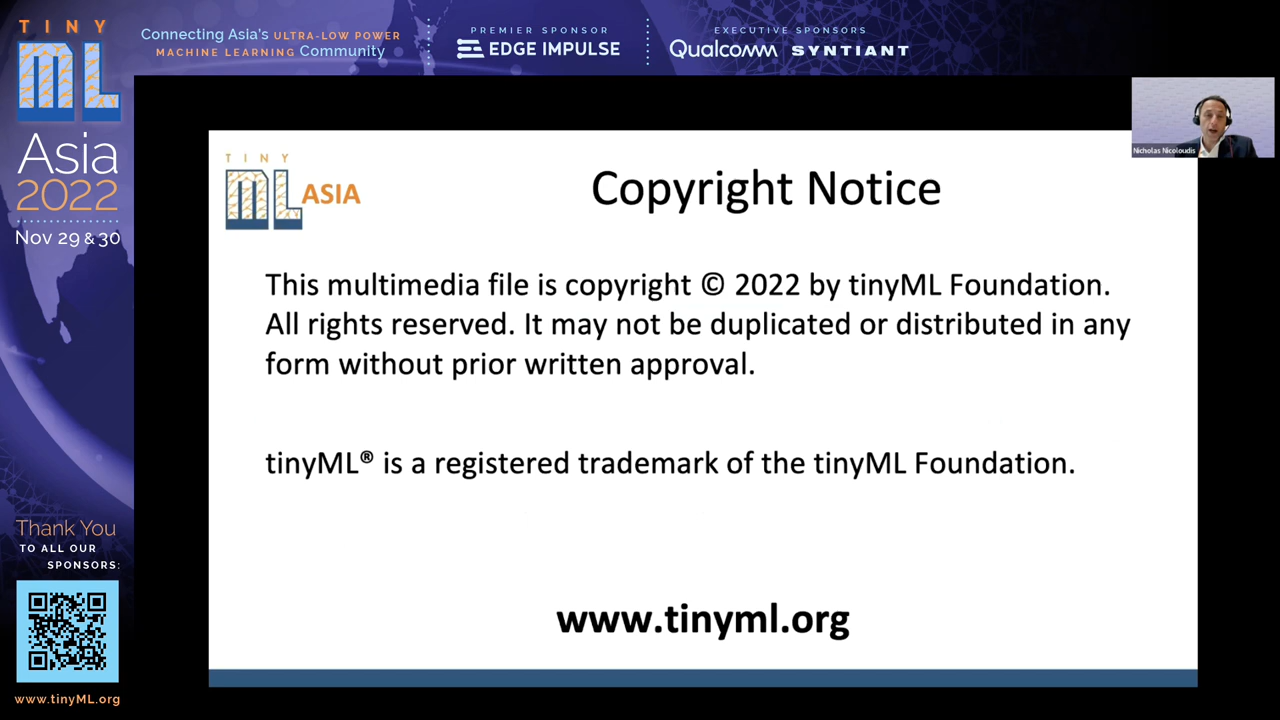 TINY
ML
Asia
2022
Nov 29 & 30
Connecting Asia's ULTRA-LOW POWER
MACHINE LEARNING Community
PREMIER SPONSOR
EDGE IMPULSE
EXECUTIVE SPONSORS
Qualcomm SYNTIANT
Nicholas Nicoloudis
TINY
ML ASIA
Copyright Notice
This multimedia file is copyright © 2022 by tinyML Foundation.
All rights reserved. It may not be duplicated or distributed in any
form without prior written approval.
tinyML® is a registered trademark of the tinyML Foundation.
www.tinyml.org
Thank You
TO ALL OUR
SPONSORS:
www.tinyML.org